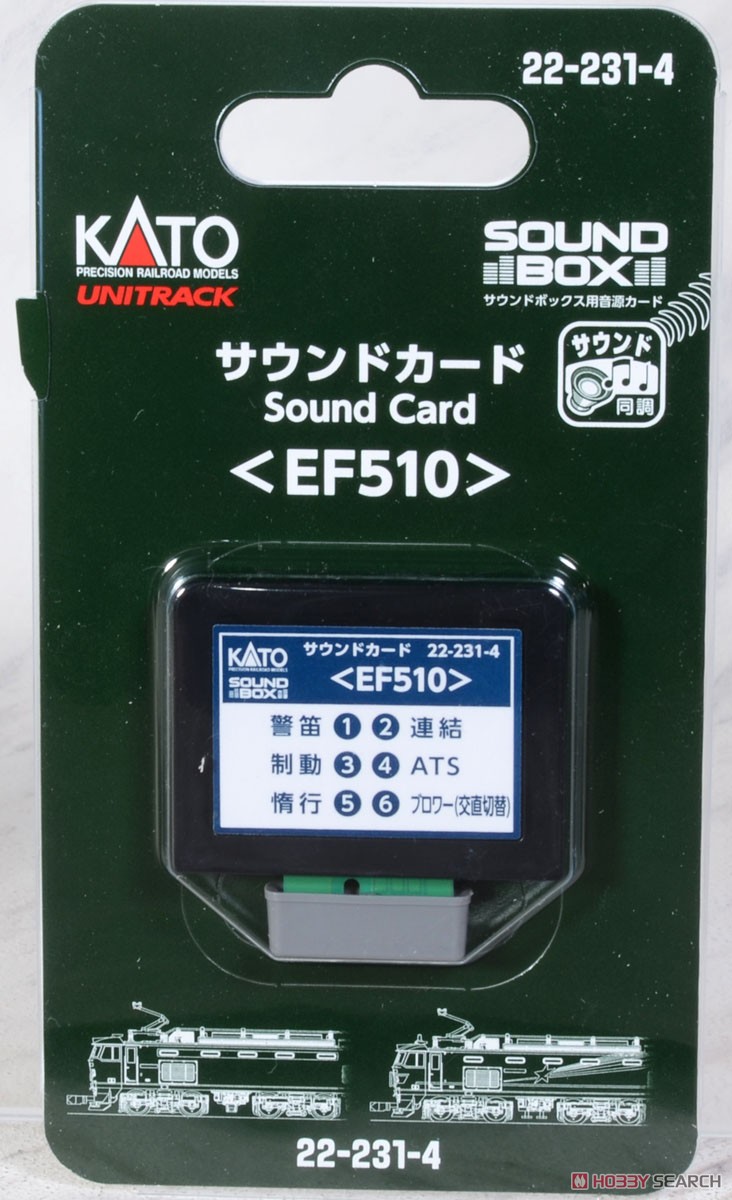 22-231-4
KATO
PRECISION RAILROAD MODELS
UNITRACK
SOUND
BOX
サウンドボックス用音源カード
サウンド
同調
サウンドカード
Sound Card
<EF510>
KATO
PRECISION RAILROAD MODELS
SOUND
BOX
サウンドカード 22-231-4
<EF510>
警笛 1 2 連結
制動 3 4 ATS
惰行 5 6 ブロワー(交直切替)
22-231-4
HOBBY SEARCH